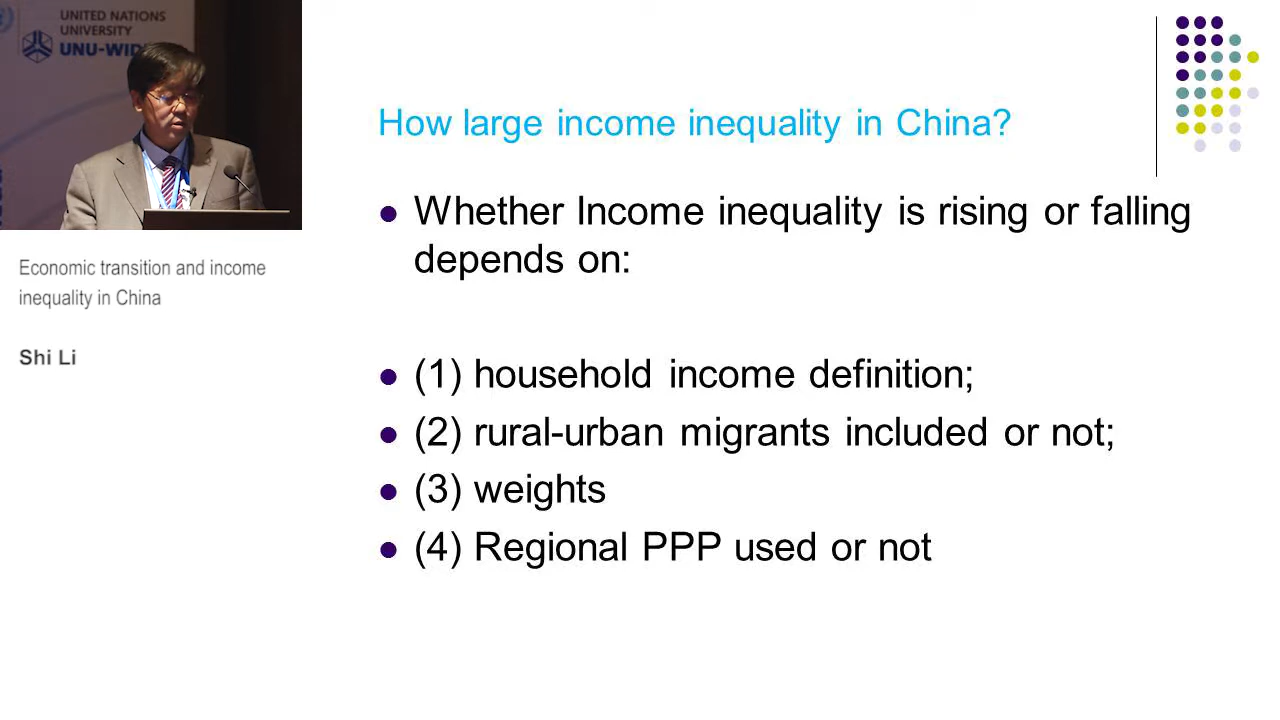 UNITED NATIONS
UNIVERSITY
UNU-WIDER
Economic transition and income
inequality in China
Shi Li
How large income inequality in China?
Whether Income inequality is rising or falling
depends on:
(1) household income definition;
(2) rural-urban migrants included or not;
(3) weights
(4) Regional PPP used or not